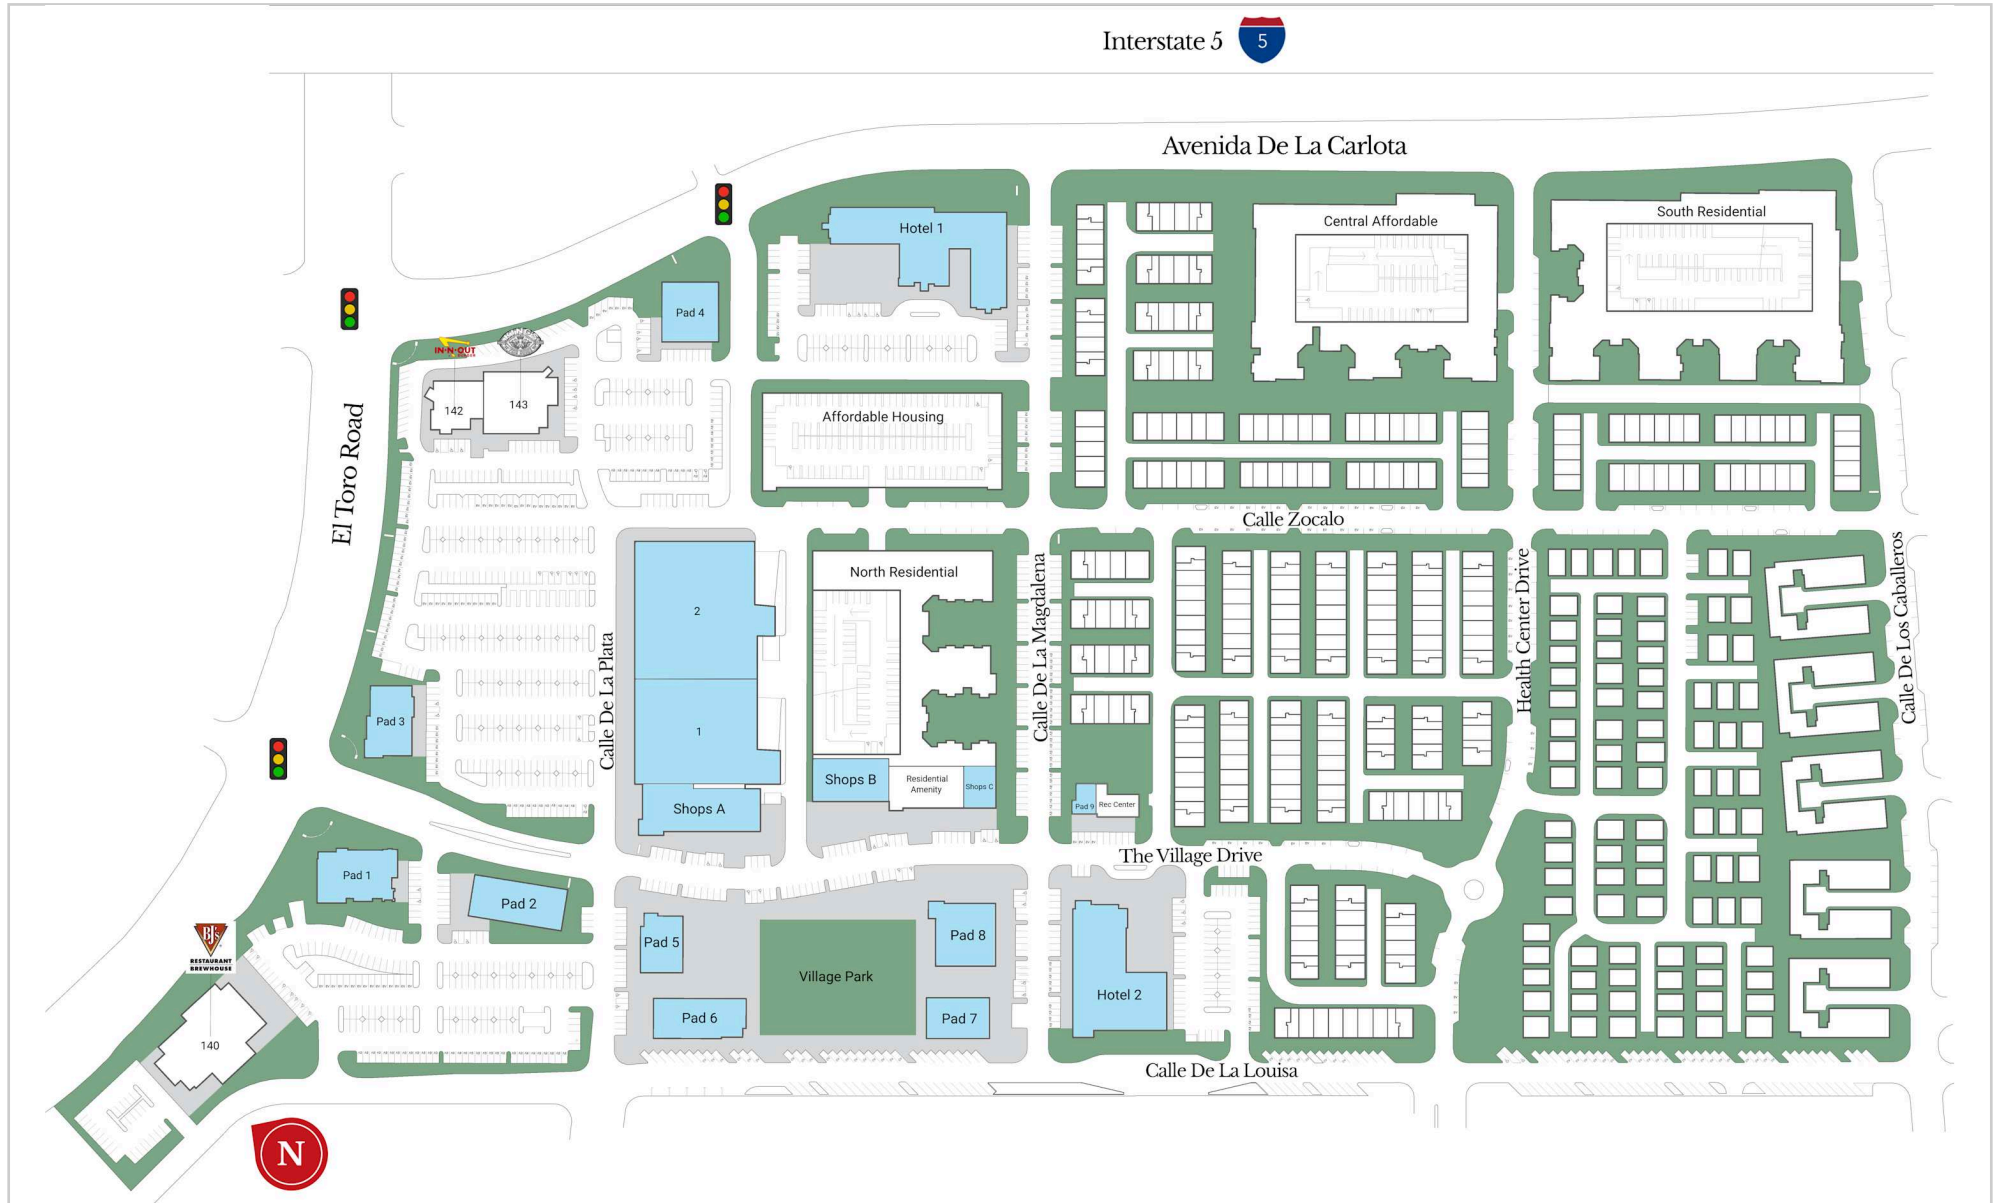 Interstate 5
5
Avenida De La Carlota
Hotel 1
Central Affordable
South Residential
Pad 4
IN-N-OUT
BURGER
142
143
Affordable Housing
El Toro Road
Calle Zocalo
2
North Residential
Calle De La Plata
Calle De La Magdalena
Health Center Drive
Calle De Los Caballeros
Pad 3
1
Shops A
Shops B
Residential
Amenity
Shops C
Pad 9
Rec Center
The Village Drive
Pad 1
Pad 2
BJ's
RESTAURANT
BREWHOUSE
Pad 5
Village Park
Pad 8
Hotel 2
Pad 6
Pad 7
140
Calle De La Louisa
N